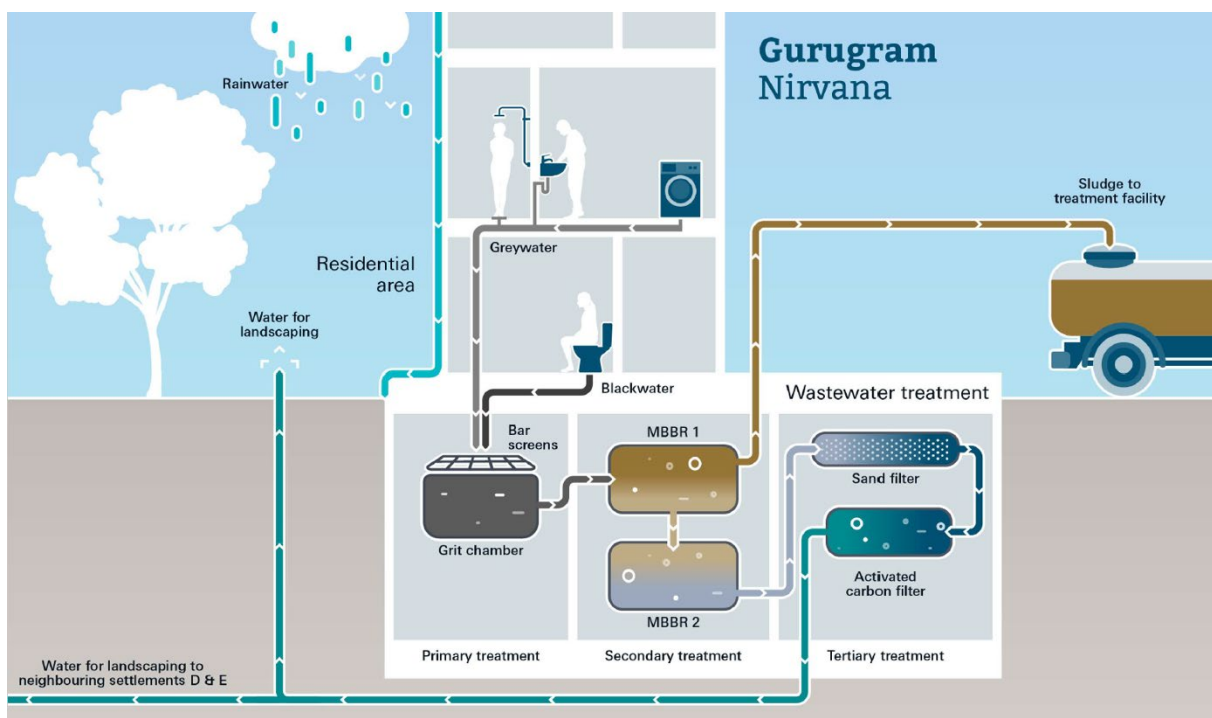 Gurugram
Nirvana
Rainwater
Sludge to
treatment facility
Greywater
Residential
area
Water for
landscaping
Blackwater
Wastewater treatment
Bar
screens
MBBR 1
Sand filter
Grit chamber
Activated
carbon filter
MBBR 2
Primary treatment
Secondary treatment
Tertiary treatment
Water for landscaping to
neighbouring settlements D & E